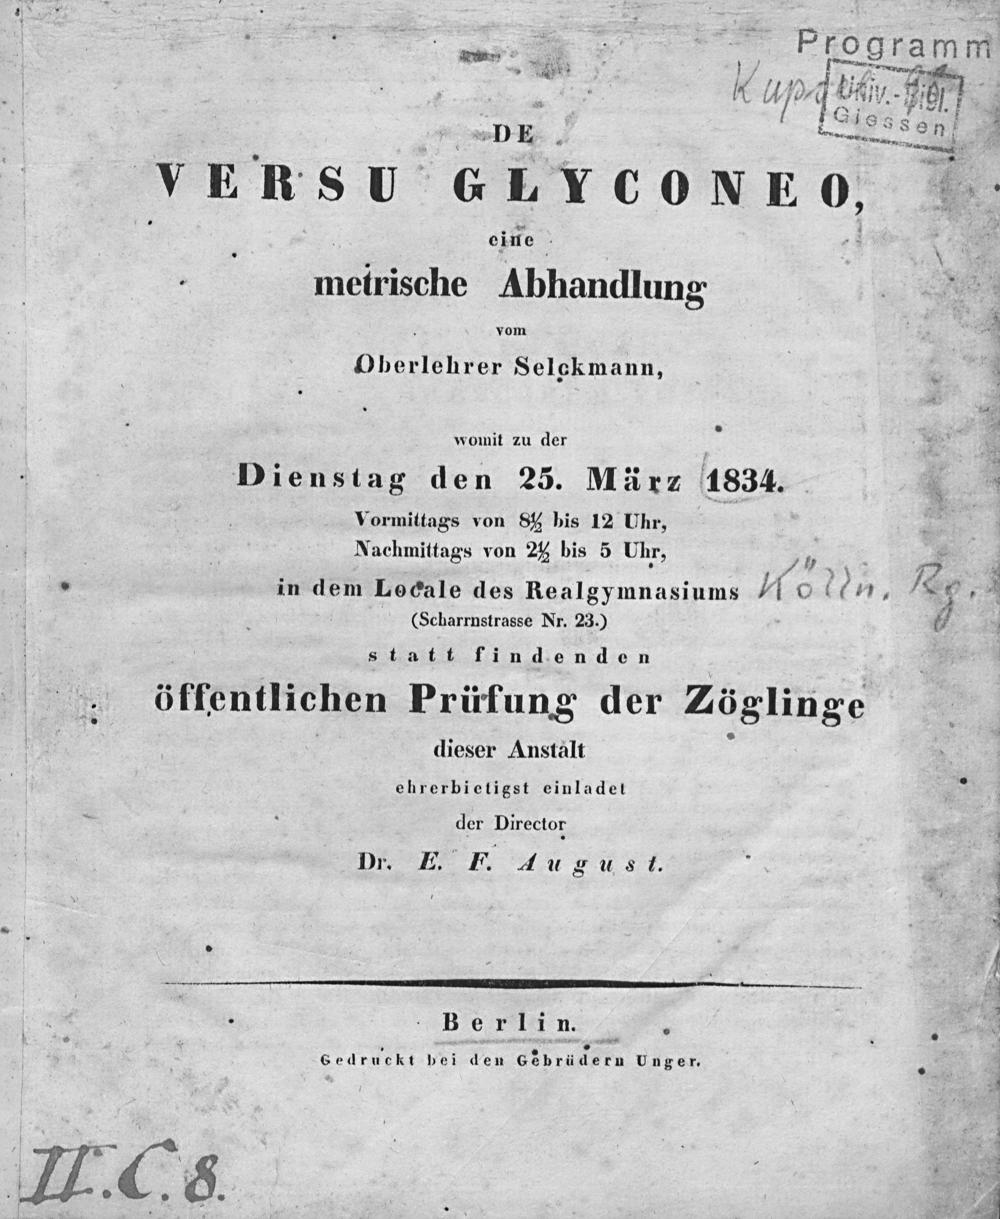 Programm
Univ.-Bibl.
Giessen
DE
VERSU GLYCONEO,
eine
metrische Abhandlung
vom
Oberlehrer Selckmann,
womit zu der
Dienstag den 25. März 1834.
Vormittags von 8½ bis 12 Uhr,
Nachmittags von 2½ bis 5 Uhr,
in dem Locale des Realgymnasiums Kölln. Rg.
(Scharrnstrasse Nr. 23.)
statt findenden
öffentlichen Prüfung der Zöglinge
dieser Anstalt
ehrerbietigst einladet
der Director
Dr. E. F. August.
Berlin.
Gedruckt bei den Gebrüdern Unger.
II.C.8.